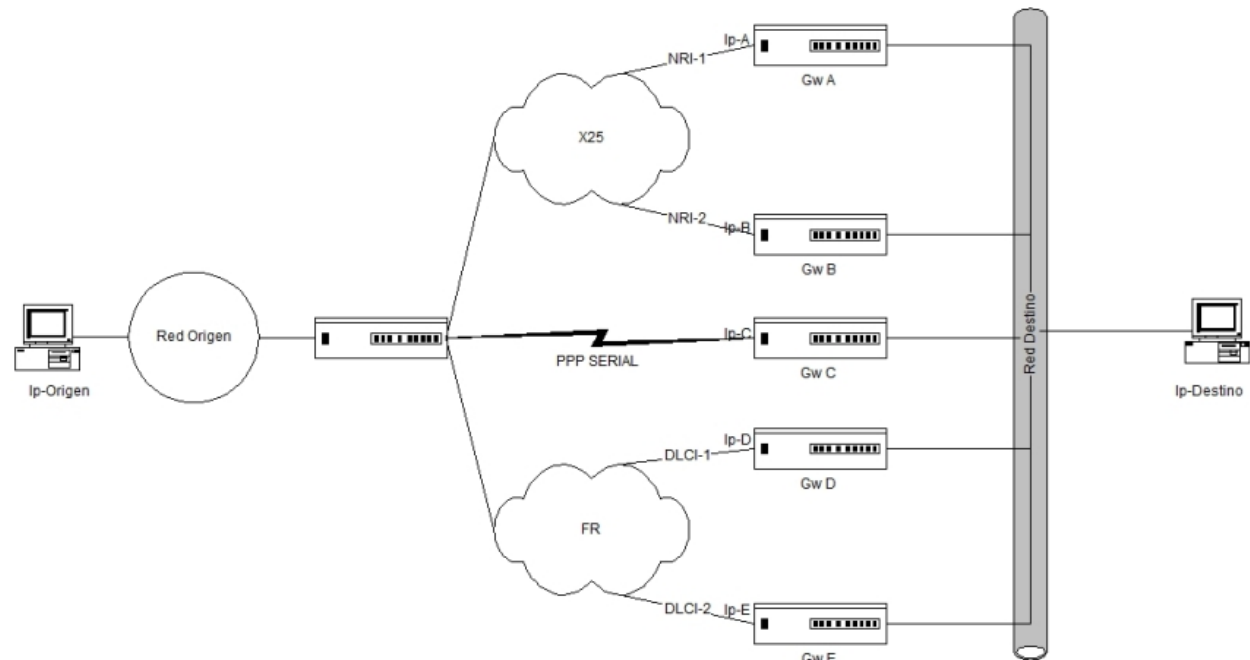 Ip-A
NRI-1
Gw A
X25
NRI-2
Ip-B
Gw B
Ip-Origen
Red Origen
PPP SERIAL
Ip-C
Gw C
Red Destino
Ip-Destino
Ip-D
DLCI-1
Gw D
FR
DLCI-2
Ip-E
Gw E